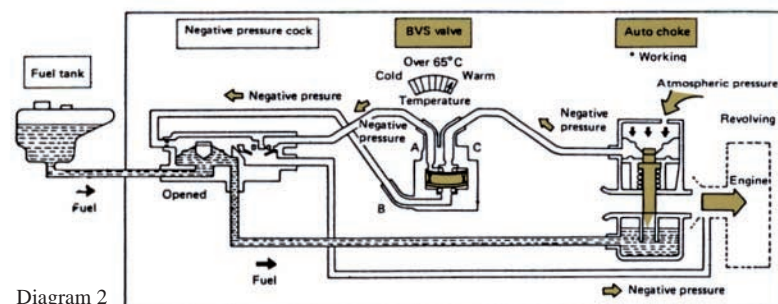 Negative pressure cock
BVS valve
Auto choke
* Working
Fuel tank
Over 65°C
Cold
Warm
Temperature
Atmospheric pressure
Negative presure
Negative
pressure
Negative
pressure
Revolving
A
C
B
Opened
Fuel
Engine
Fuel
Diagram 2
Negative pressure